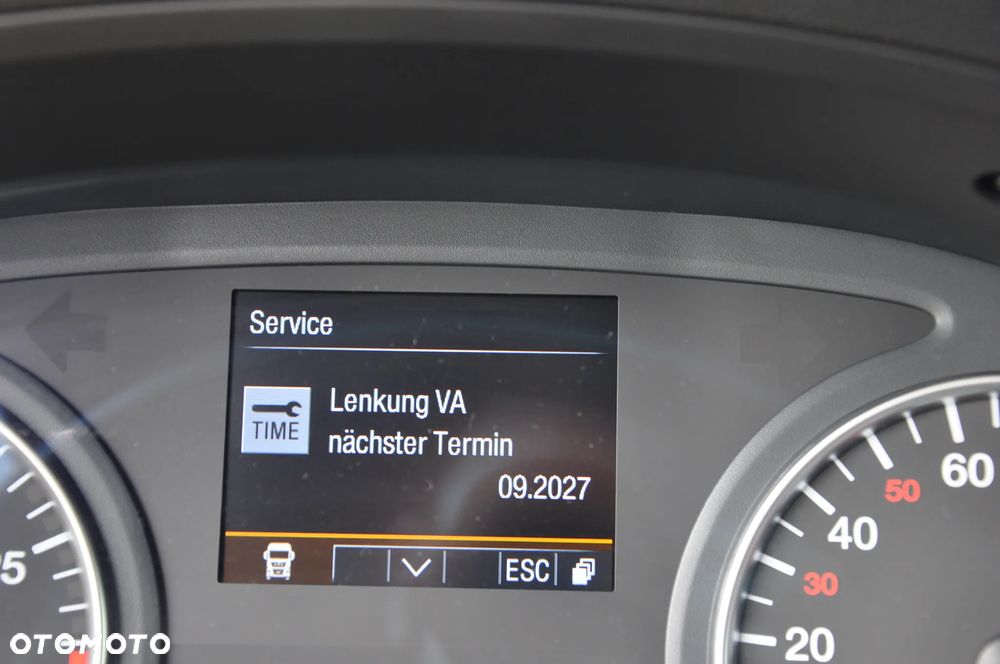 Service
TIME
Lenkung VA
nächster Termin
09.2027
ESC
25
60
50
40
30
20
OTOMOTO